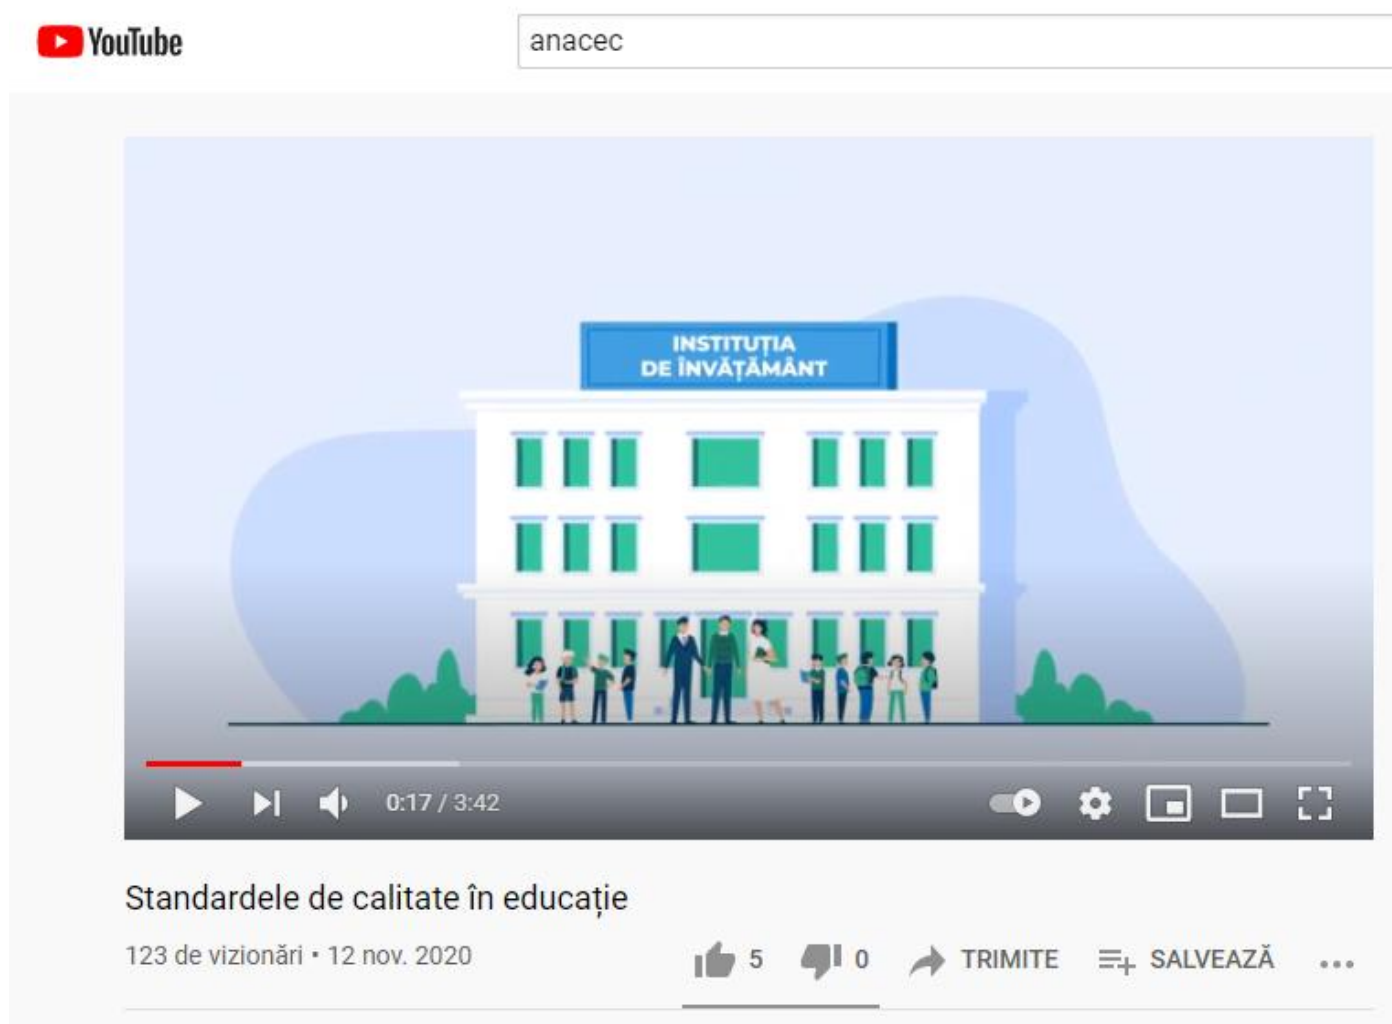 YouTube
anacec
INSTITUȚIA
DE ÎNVĂȚĂMÂNT
0:17 / 3:42
Standardele de calitate în educație
123 de vizionări • 12 nov. 2020
5
0
TRIMITE
SALVEAZĂ